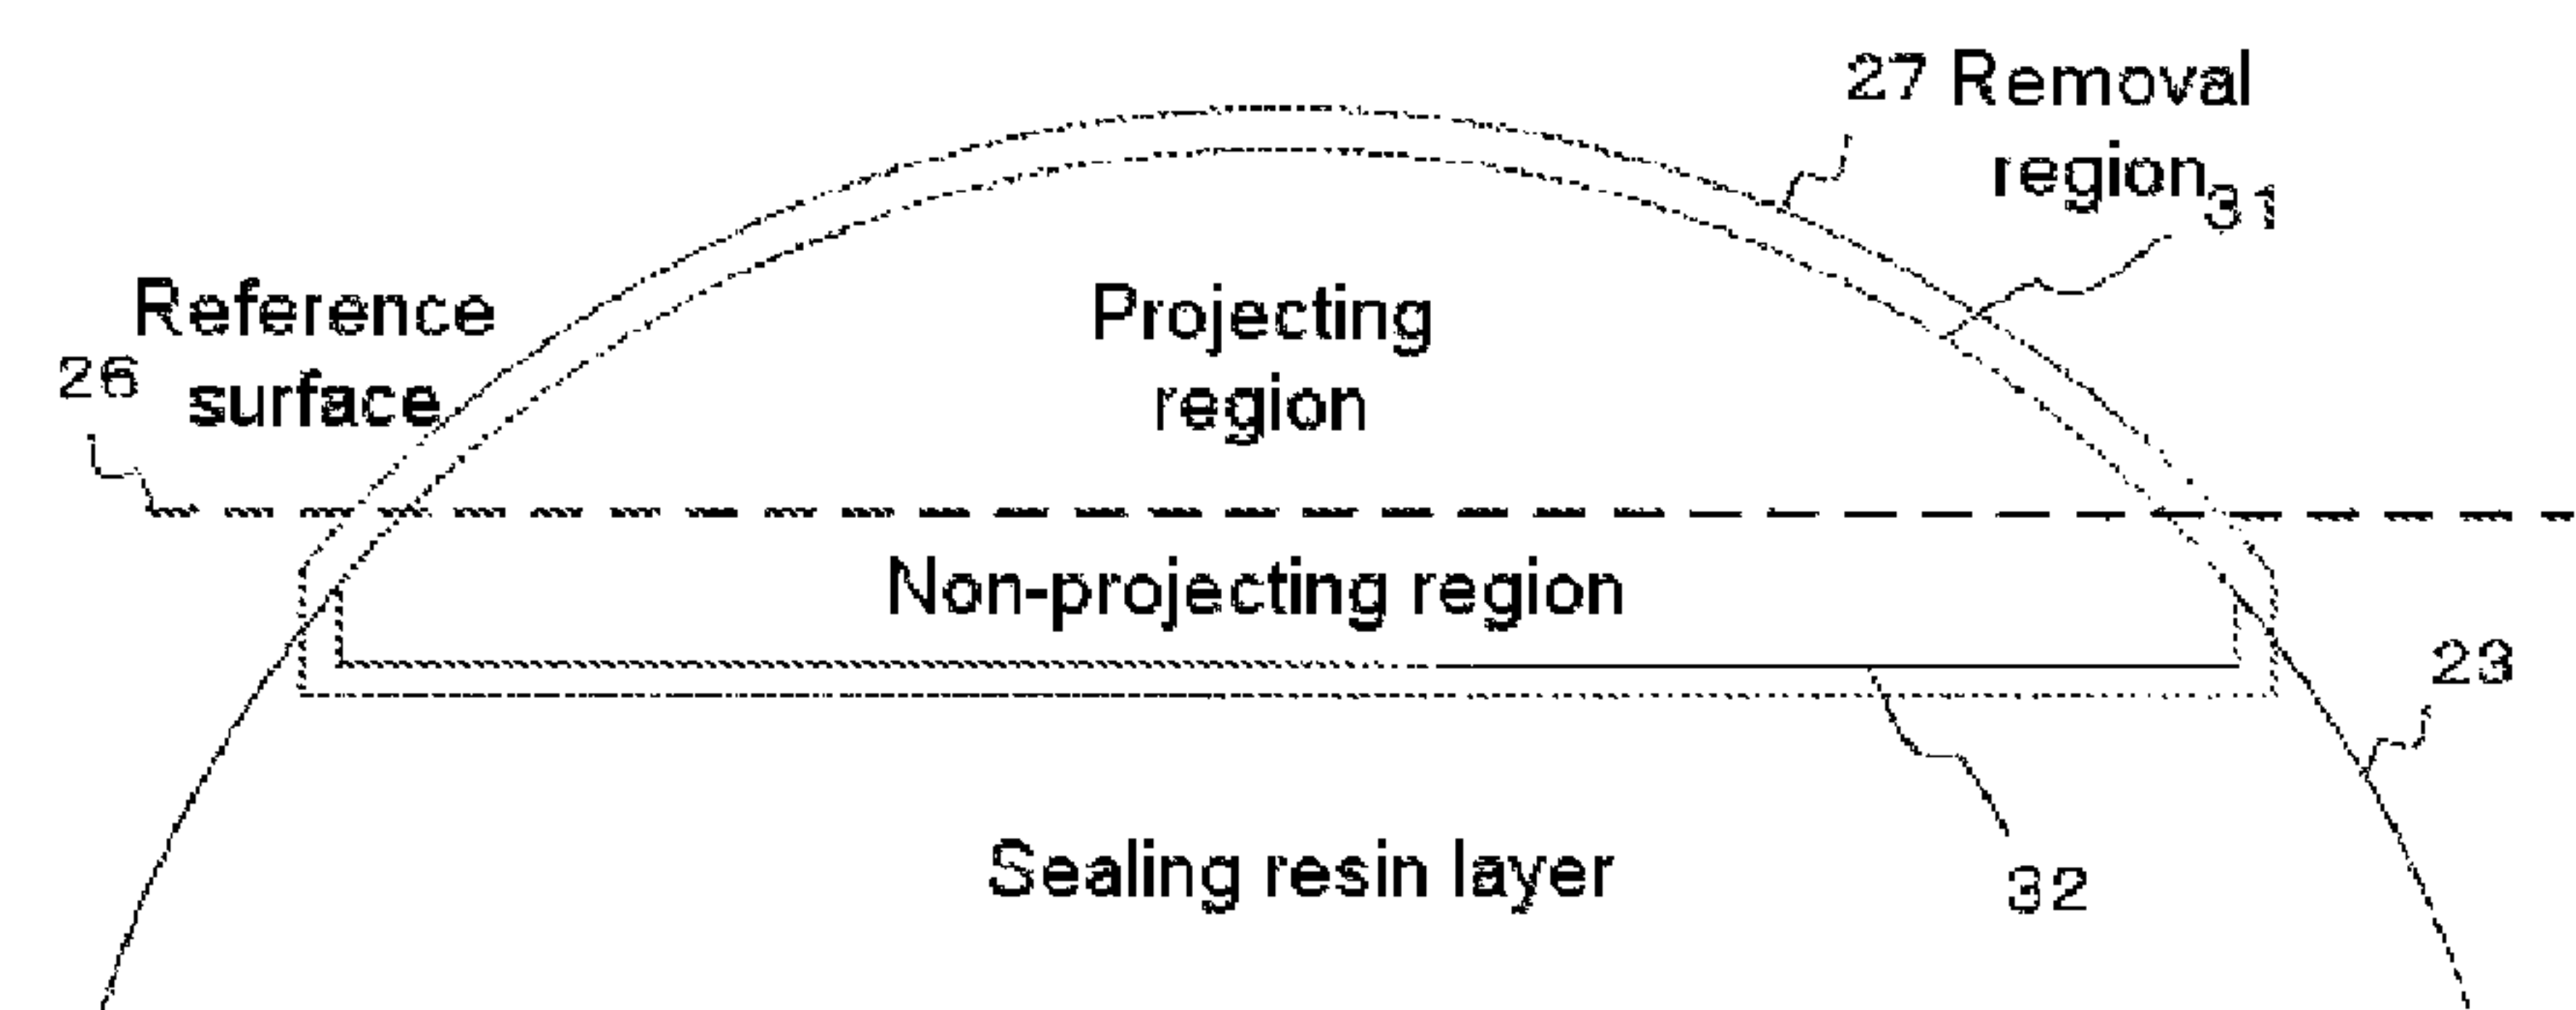 27 Removal
region
31
Reference
surface
26
Projecting
region
Non-projecting region
23
Sealing resin layer
32